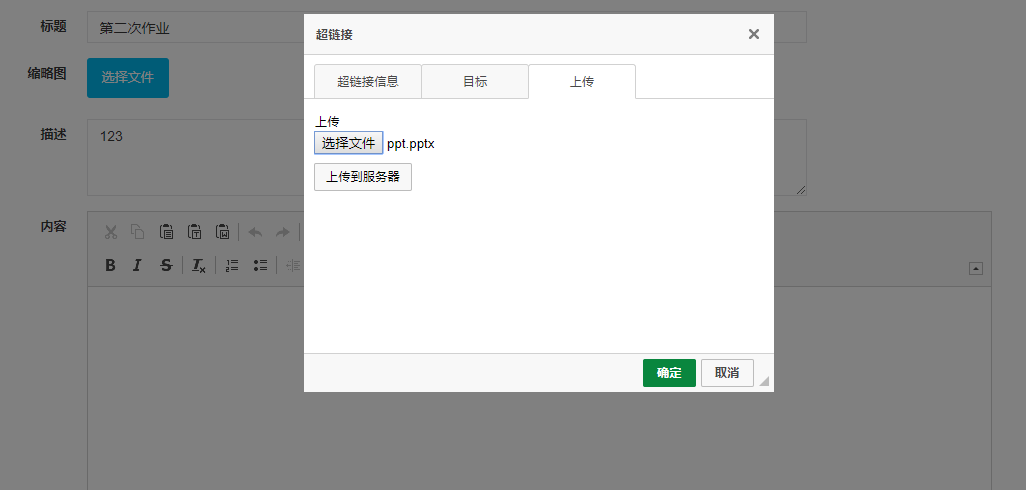 标题
第二次作业
缩略图
选择文件
描述
123
内容
超链接
超链接信息
目标
上传
上传
选择文件 ppt.pptx
上传到服务器
确定
取消